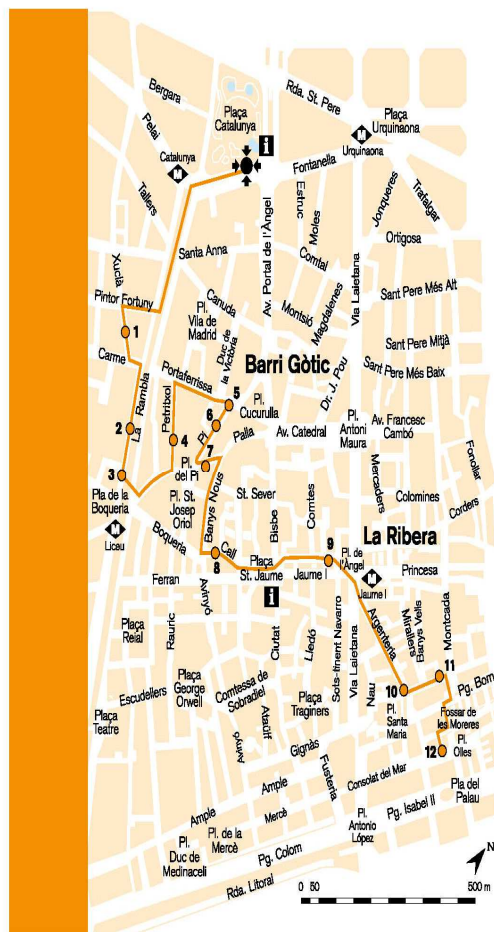 Bergara
Pelai
Plaça
Catalunya
Rda. St. Pere
Plaça
Urquinaona
i
M
Urquinaona
Catalunya
M
Fontanella
Tallers
Estruc
Moles
Jonqueres
Trafalgar
Ortigosa
Santa Anna
Comtal
Av. Portal de l'Àngel
Via Laietana
Xuclà
Pintor Fortuny
Canuda
Pl.
Vila de
Madrid
Montsió
Magdalenes
Sant Pere Més Alt
1
Duc de
la Victòria
Sant Pere Mitjà
Carme
Portaferrissa
Barri Gòtic
Dr. J. Pou
Sant Pere Més Baix
La Rambla
Petritxol
5
Pl.
Cucurulla
6
Pi
Palla
Av. Catedral
Pl.
Antoni
Maura
Av. Francesc
Cambó
2
4
7
Pl.
del Pi
3
Pla de la
Boqueria
M
Liceu
Pl. St.
Josep
Oriol
Banys Nous
St. Sever
Bisbe
Comtes
Mercaders
Colomines
Fonollar
Corders
Boqueria
La Ribera
Call
8
Plaça
St. Jaume
Jaume I
9
Pl. de
l'Àngel
M
Jaume I
Princesa
Ferran
Avinyó
i
Plaça
Reial
Rauric
Ciutat
Lledó
Sots-tinent Navarro
Via Laietana
Argenteria
Mirallers
Banys Vells
Montcada
Nau
11
10
Pg. Born
Escudellers
Plaça
George
Orwell
Comtessa de
Sobradiel
Ataülf
Plaça
Traginers
Pl.
Santa
Maria
Fossar de
les Moreres
Plaça
Teatre
Avinyó
Gignàs
12
Pl.
Olles
Fusteria
Consolat del Mar
Ample
Ample
Mercè
Pg. Isabel II
Pla del
Palau
Pl. de la
Mercè
Pl.
Duc de
Medinaceli
Pl.
Antonio
López
Pg. Colom
Rda. Litoral
N
0 50 500 m